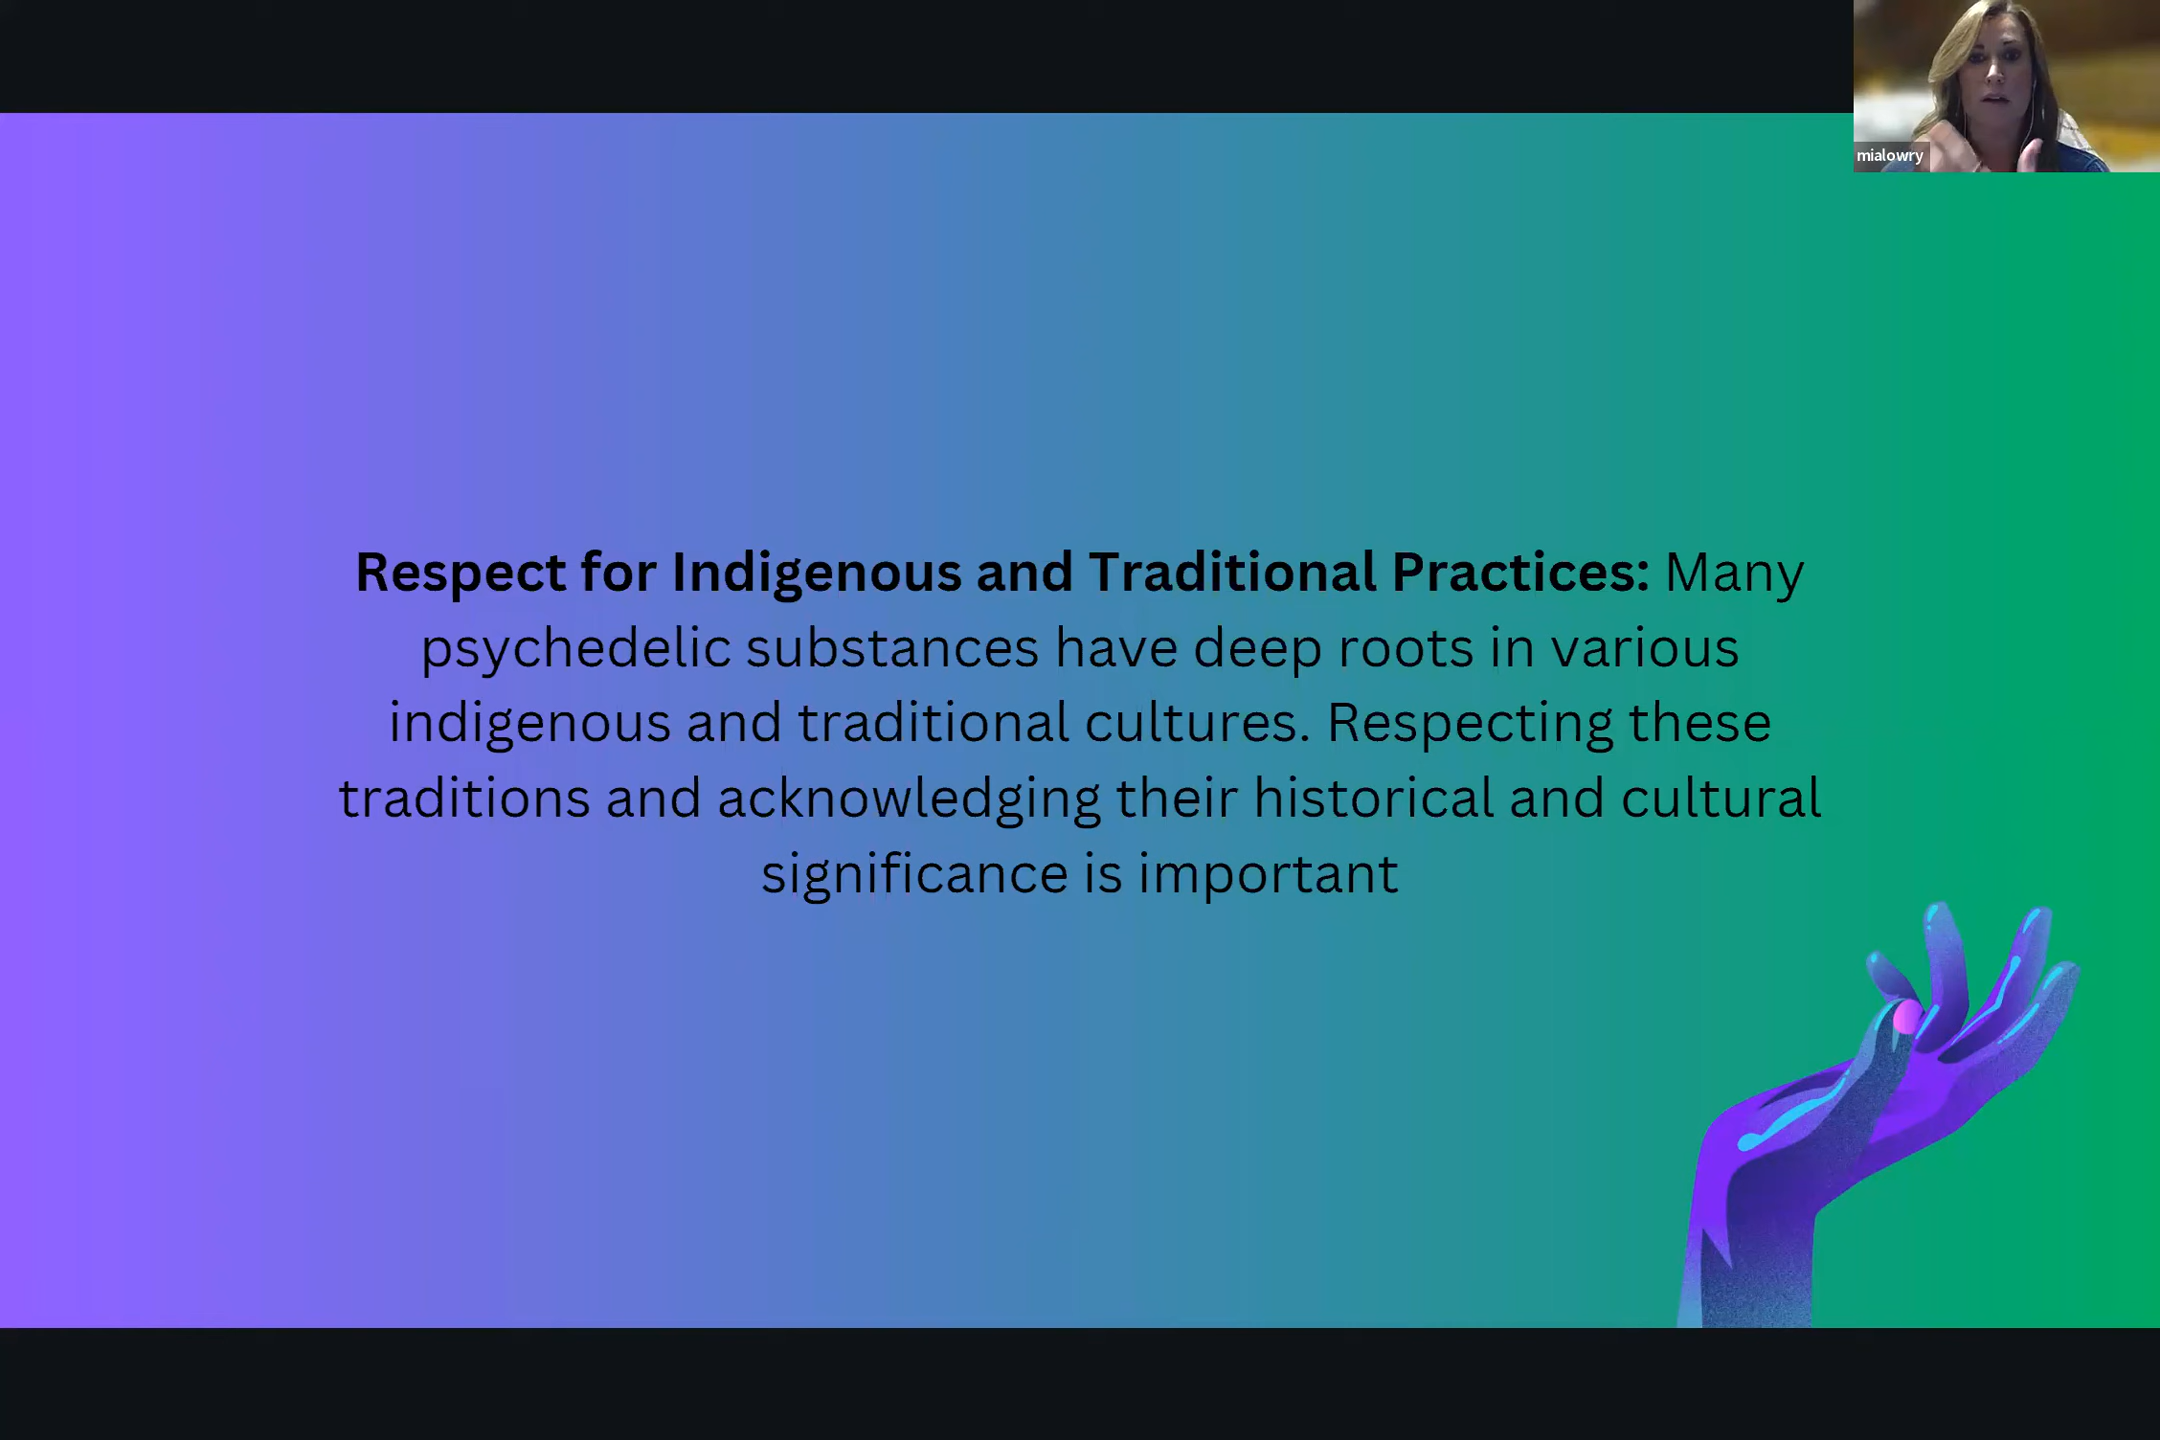 mialowry
Respect for Indigenous and Traditional Practices: Many
psychedelic substances have deep roots in various
indigenous and traditional cultures. Respecting these
traditions and acknowledging their historical and cultural
significance is important